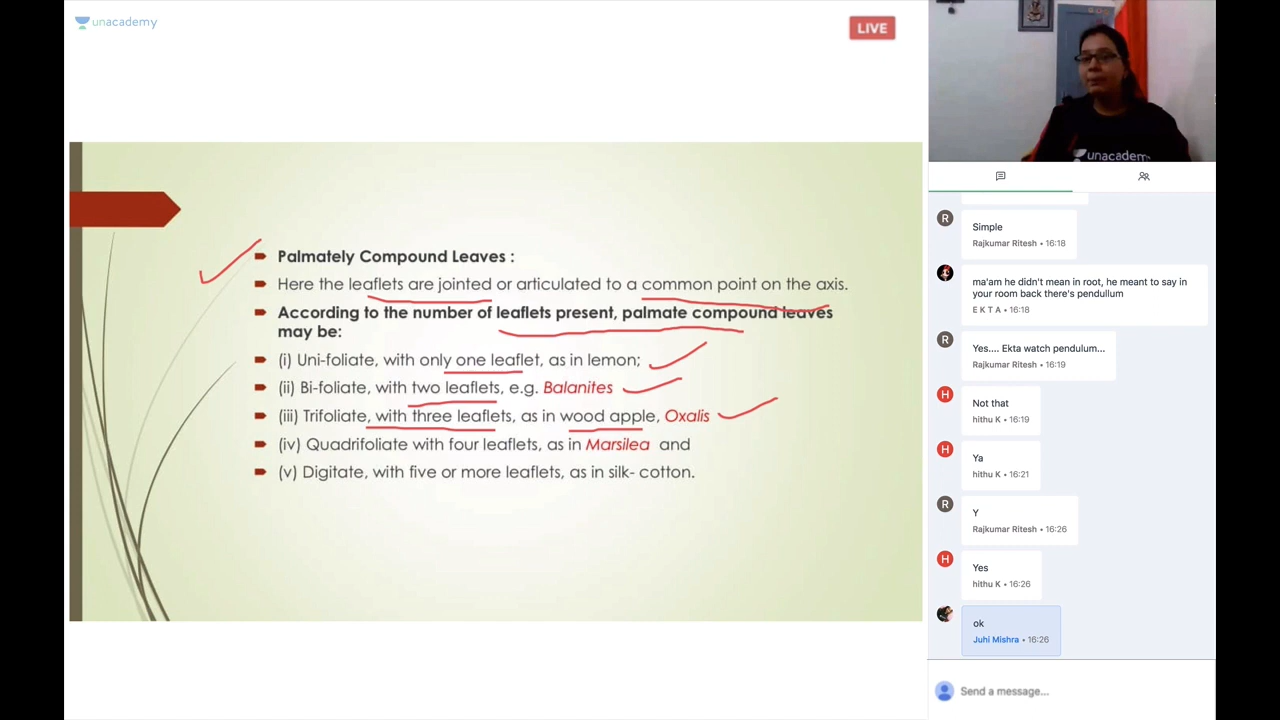 unacademy
LIVE
Palmately Compound Leaves :
Here the leaflets are jointed or articulated to a common point on the axis.
According to the number of leaflets present, palmate compound leaves
may be:
(i) Uni-foliate, with only one leaflet, as in lemon;
(ii) Bi-foliate, with two leaflets, e.g. Balanites
(iii) Trifoliate, with three leaflets, as in wood apple, Oxalis
(iv) Quadrifoliate with four leaflets, as in Marsilea and
(v) Digitate, with five or more leaflets, as in silk- cotton.
unacademy
R
Simple
Rajkumar Ritesh • 16:18
ma'am he didn't mean in root, he meant to say in
your room back there's pendullum
E K T A • 16:18
R
Yes.... Ekta watch pendulum...
Rajkumar Ritesh • 16:19
H
Not that
hithu K • 16:19
H
Ya
hithu K • 16:21
R
Y
Rajkumar Ritesh • 16:26
H
Yes
hithu K • 16:26
ok
Juhi Mishra • 16:26
Send a message...